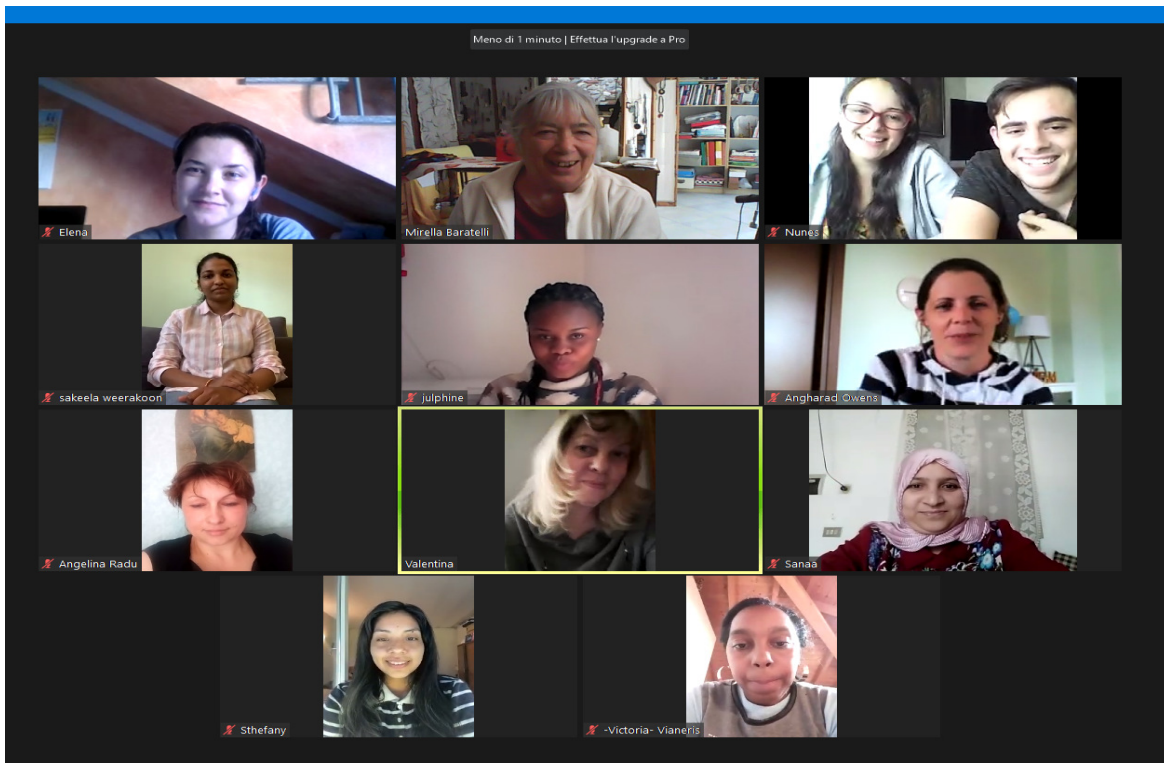 Meno di 1 minuto | Effettua l'upgrade a Pro
Elena
Mirella Baratelli
Nunes
sakeela weerakoon
julphine
Angharad Owens
Angelina Radu
Valentina
Sanaa
Sthefany
-Victoria- Vianeris